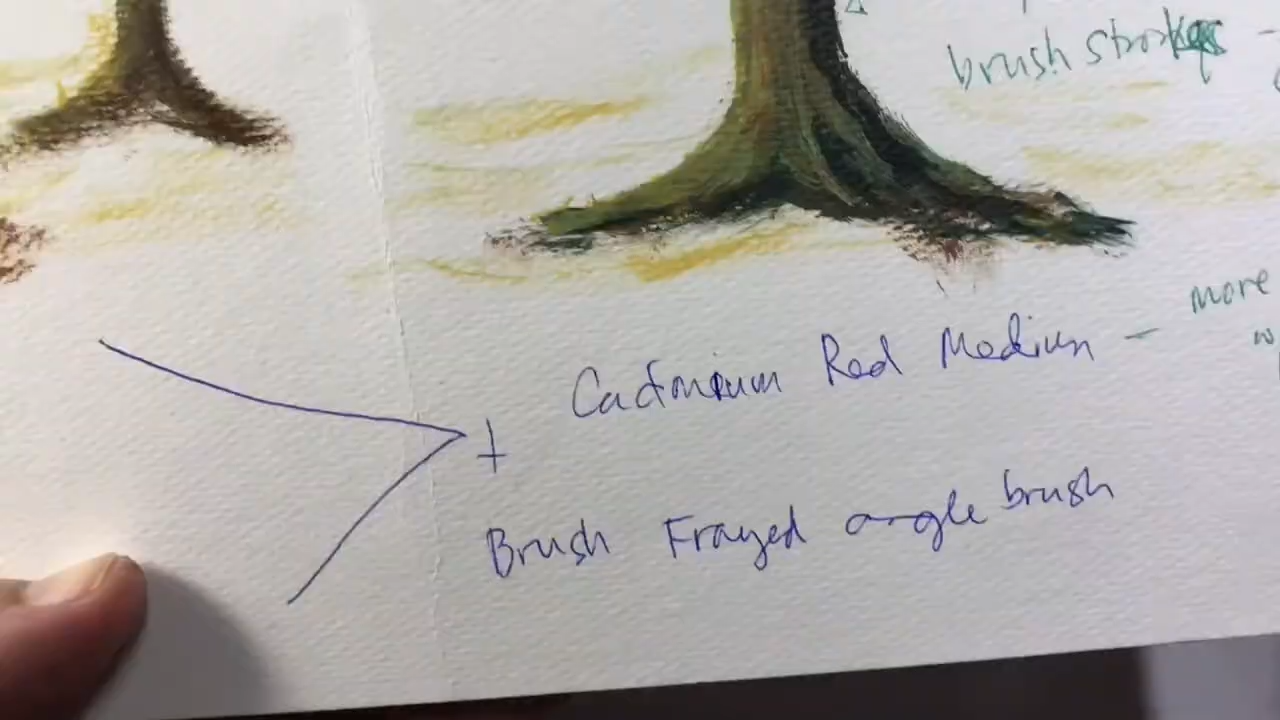 brush strokes -
more
Cadmium Red Medium -
+
Brush Frayed angle brush